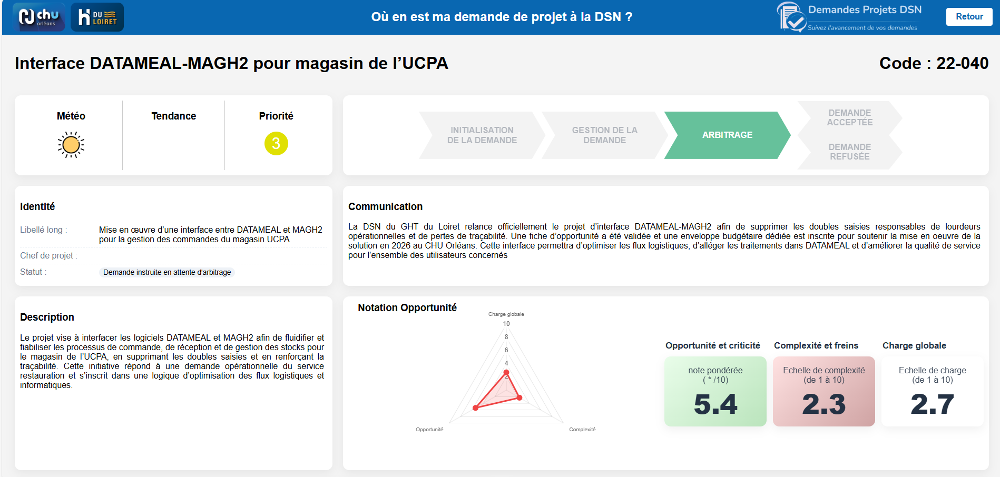 chu
orléans
H DU
LOIRET
Où en est ma demande de projet à la DSN ?
Demandes Projets DSN
Suivez l'avancement de vos demandes
Retour
Interface DATAMEAL-MAGH2 pour magasin de l’UCPA
Code : 22-040
Météo
Tendance
Priorité
3
INITIALISATION
DE LA DEMANDE
GESTION DE LA
DEMANDE
ARBITRAGE
DEMANDE
ACCEPTÉE
DEMANDE
REFUSÉE
Identité
Libellé long :
Mise en œuvre d’une interface entre DATAMEAL et MAGH2
pour la gestion des commandes du magasin UCPA
Chef de projet :
Statut :
Demande instruite en attente d'arbitrage
Communication
La DSN du GHT du Loiret relance officiellement le projet d’interface DATAMEAL-MAGH2 afin de supprimer les doubles saisies responsables de lourdeurs
opérationnelles et de pertes de traçabilité. Une fiche d’opportunité a été validée et une enveloppe budgétaire dédiée est inscrite pour soutenir la mise en oeuvre de la
solution en 2026 au CHU Orléans. Cette interface permettra d’optimiser les flux logistiques, d’alléger les traitements dans DATAMEAL et d’améliorer la qualité de service
pour l’ensemble des utilisateurs concernés
Description
Le projet vise à interfacer les logiciels DATAMEAL et MAGH2 afin de fluidifier et
fiabiliser les processus de commande, de réception et de gestion des stocks pour
le magasin de l’UCPA, en supprimant les doubles saisies et en renforçant la
traçabilité. Cette initiative répond à une demande opérationnelle du service
restauration et s’inscrit dans une logique d’optimisation des flux logistiques et
informatiques.
Notation Opportunité
Charge globale
10
8
6
4
2
Opportunité
Complexité
Opportunité et criticité
note pondérée
( * /10)
5.4
Complexité et freins
Echelle de complexité
(de 1 à 10)
2.3
Charge globale
Echelle de charge
(de 1 à 10)
2.7